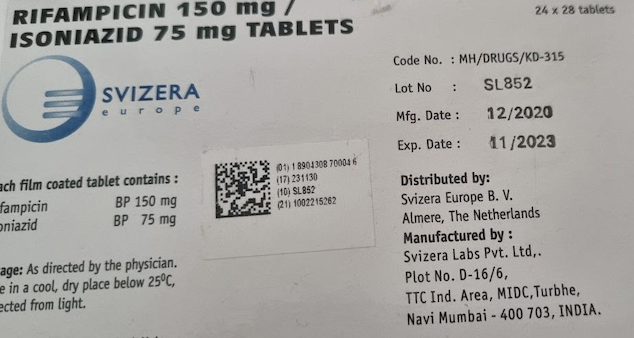 RIFAMPICIN 150 mg /
ISONIAZID 75 mg TABLETS
24 x 28 tablets
SVIZERA
europe
Code No. : MH/DRUGS/KD-315
Lot No : SL852
Mfg. Date : 12/2020
Exp. Date : 11/2023
(01) 1 8904308 70004 6
(17) 231130
(10) SL852
(21) 1002215262
ach film coated tablet contains :
fampicin BP 150 mg
oniazid BP 75 mg
age: As directed by the physician.
e in a cool, dry place below 25°C,
ected from light.
Distributed by:
Svizera Europe B. V.
Almere, The Netherlands
Manufactured by :
Svizera Labs Pvt. Ltd,.
Plot No. D-16/6,
TTC Ind. Area, MIDC,Turbhe,
Navi Mumbai - 400 703, INDIA.